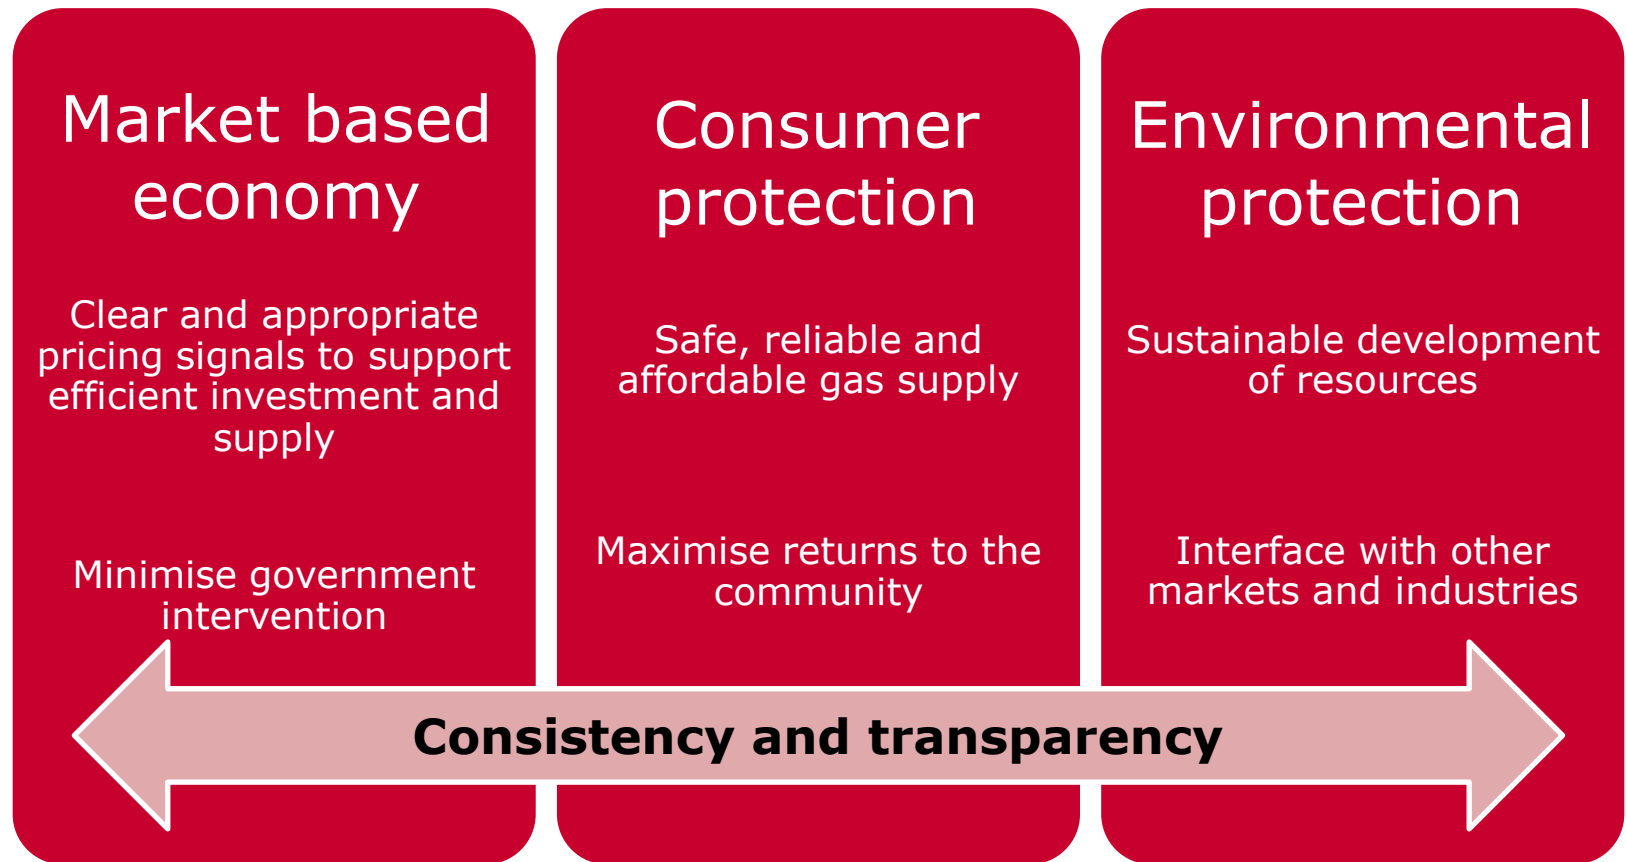 Market based
economy
Clear and appropriate
pricing signals to support
efficient investment and
supply
Minimise government
intervention
Consumer
protection
Safe, reliable and
affordable gas supply
Maximise returns to the
community
Environmental
protection
Sustainable development
of resources
Interface with other
markets and industries
Consistency and transparency